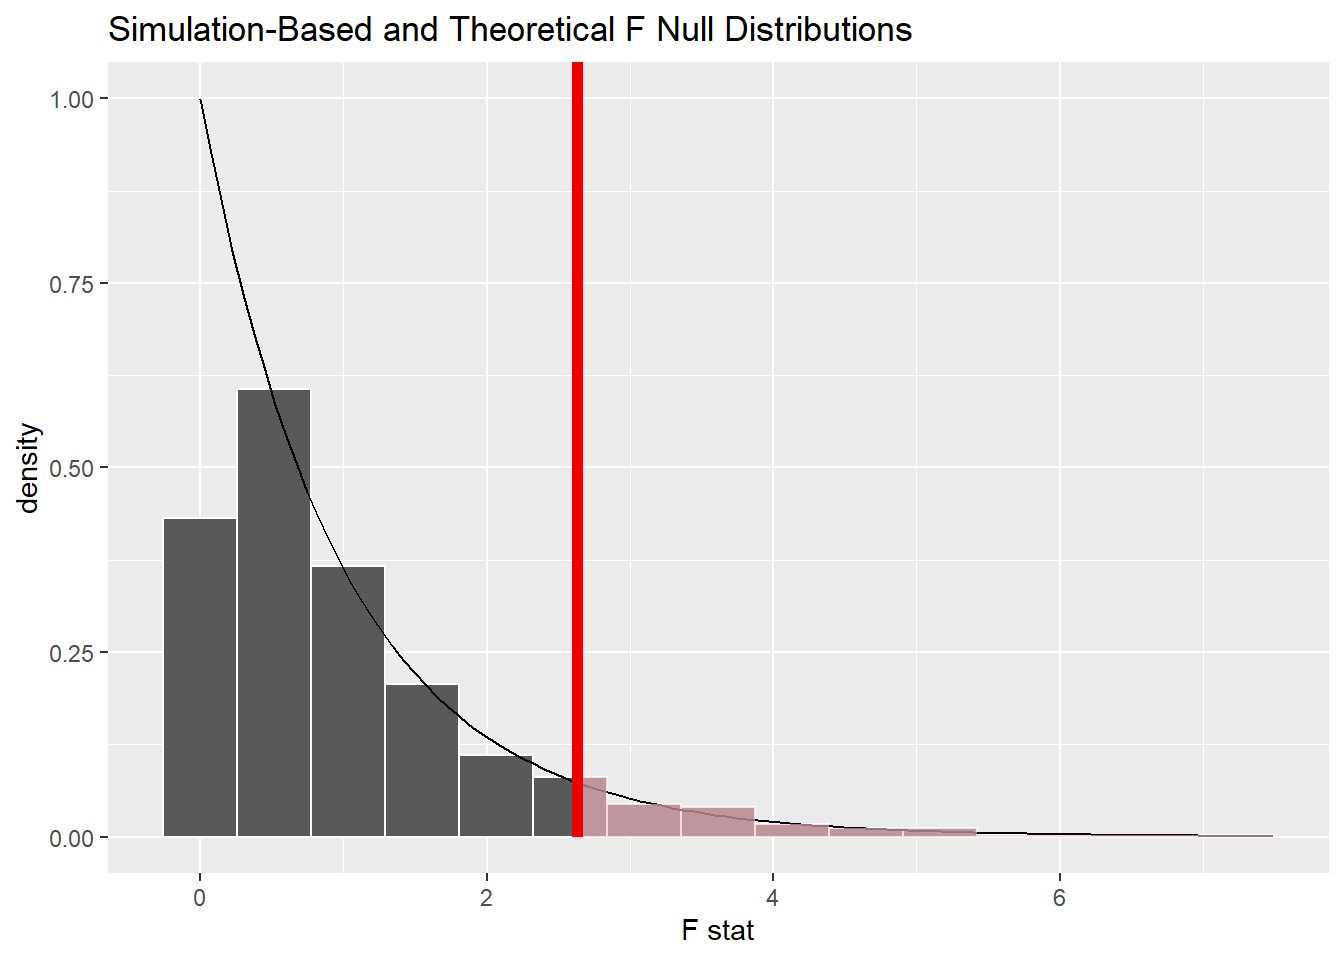 Simulation-Based and Theoretical F Null Distributions
1.00
0.75
0.50
0.25
0.00
density
0 2 4 6
F stat